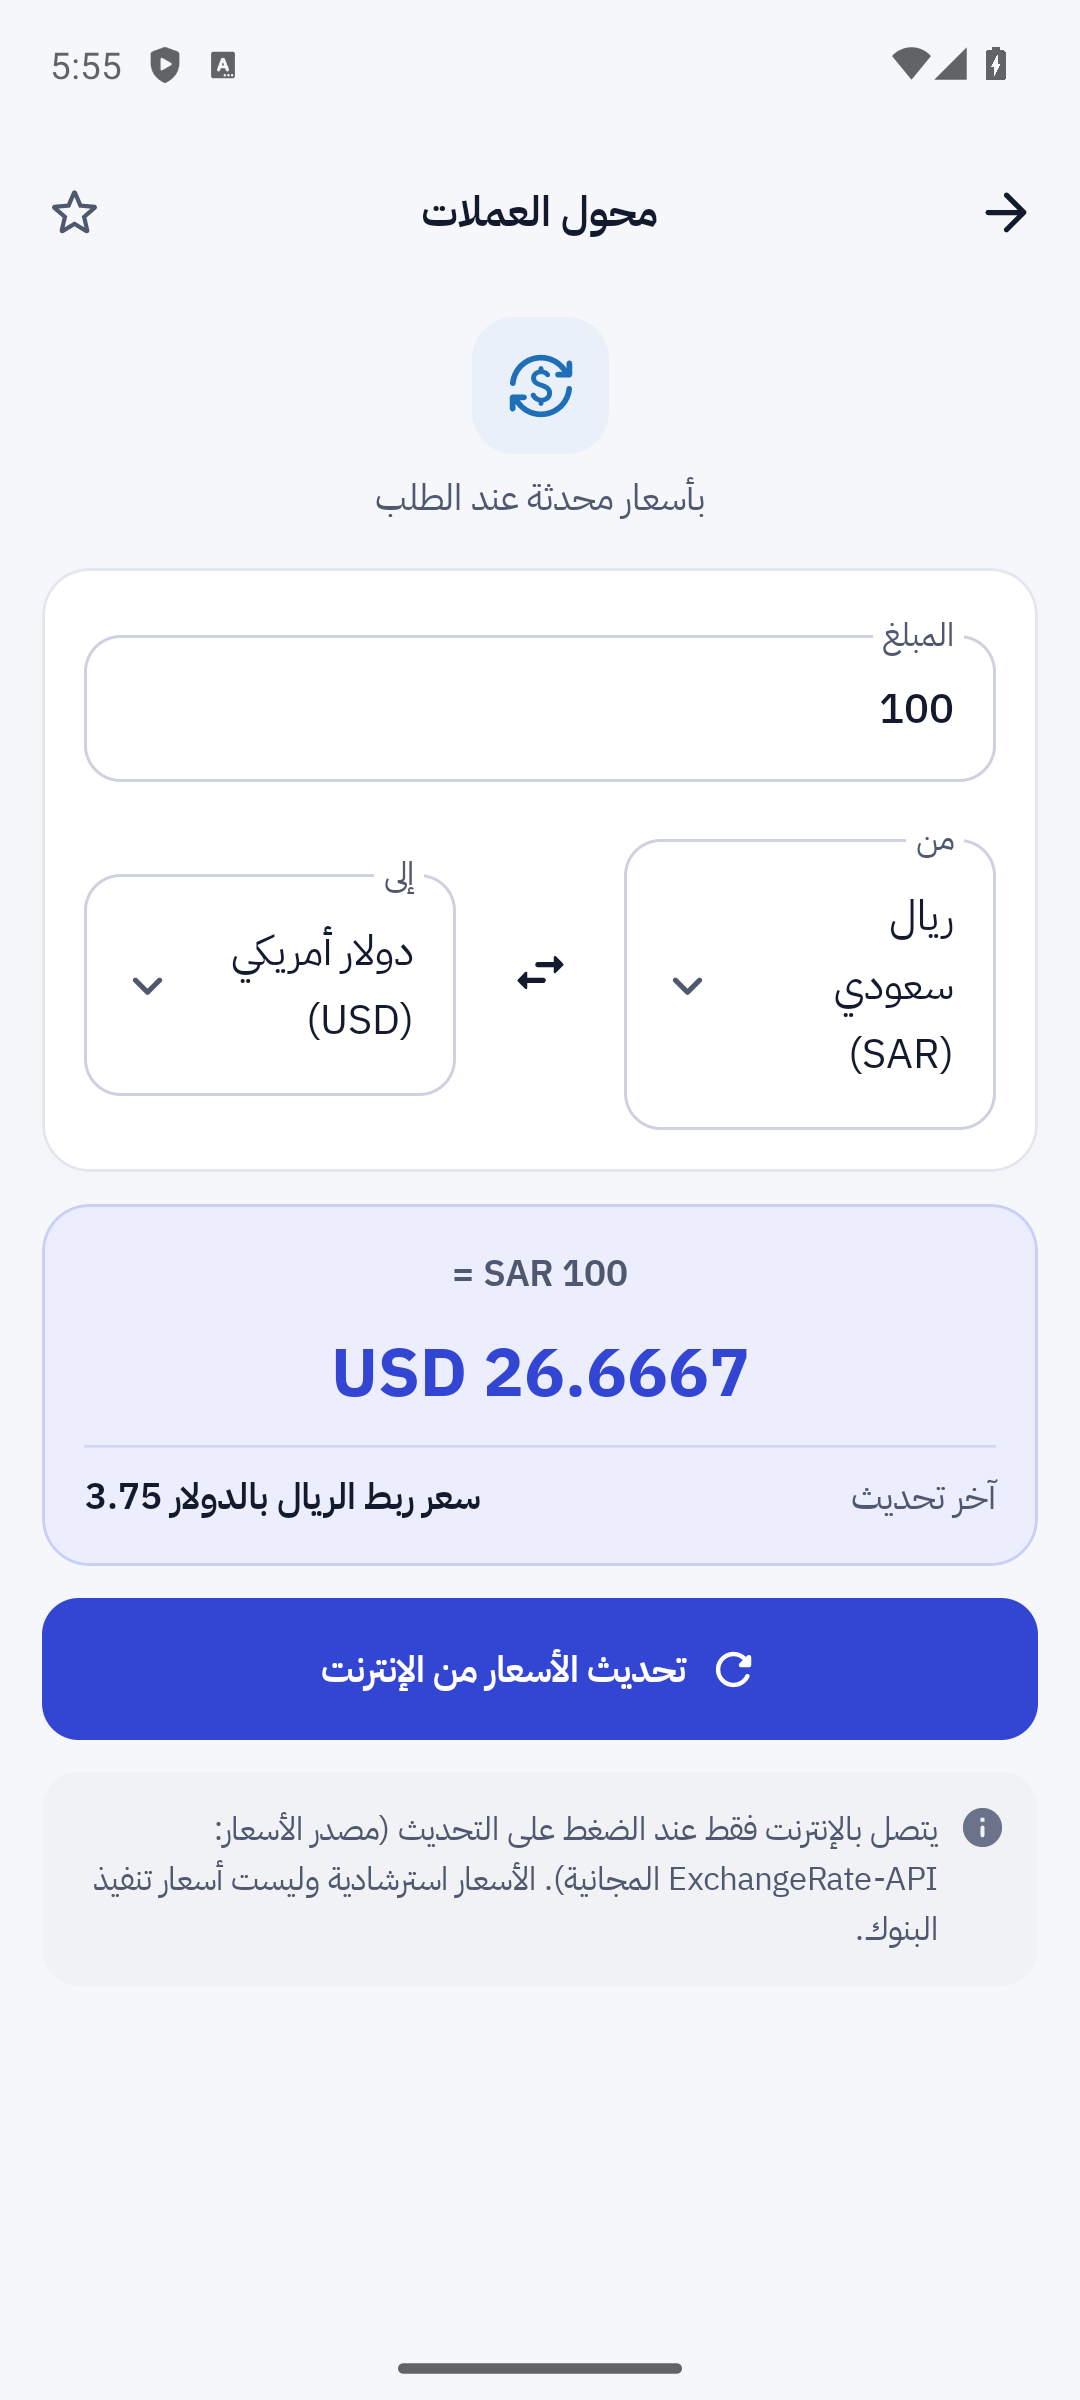 5:55
محول العملات
بأسعار محدثة عند الطلب
المبلغ
100
من
ريال
سعودي
(SAR)
إلى
دولار أمريكي
(USD)
100 SAR =
26.6667 USD
آخر تحديث
سعر ربط الريال بالدولار 3.75
تحديث الأسعار من الإنترنت
يتصل بالإنترنت فقط عند الضغط على التحديث (مصدر الأسعار:
ExchangeRate-API المجانية). الأسعار استرشادية وليست أسعار تنفيذ
البنوك.